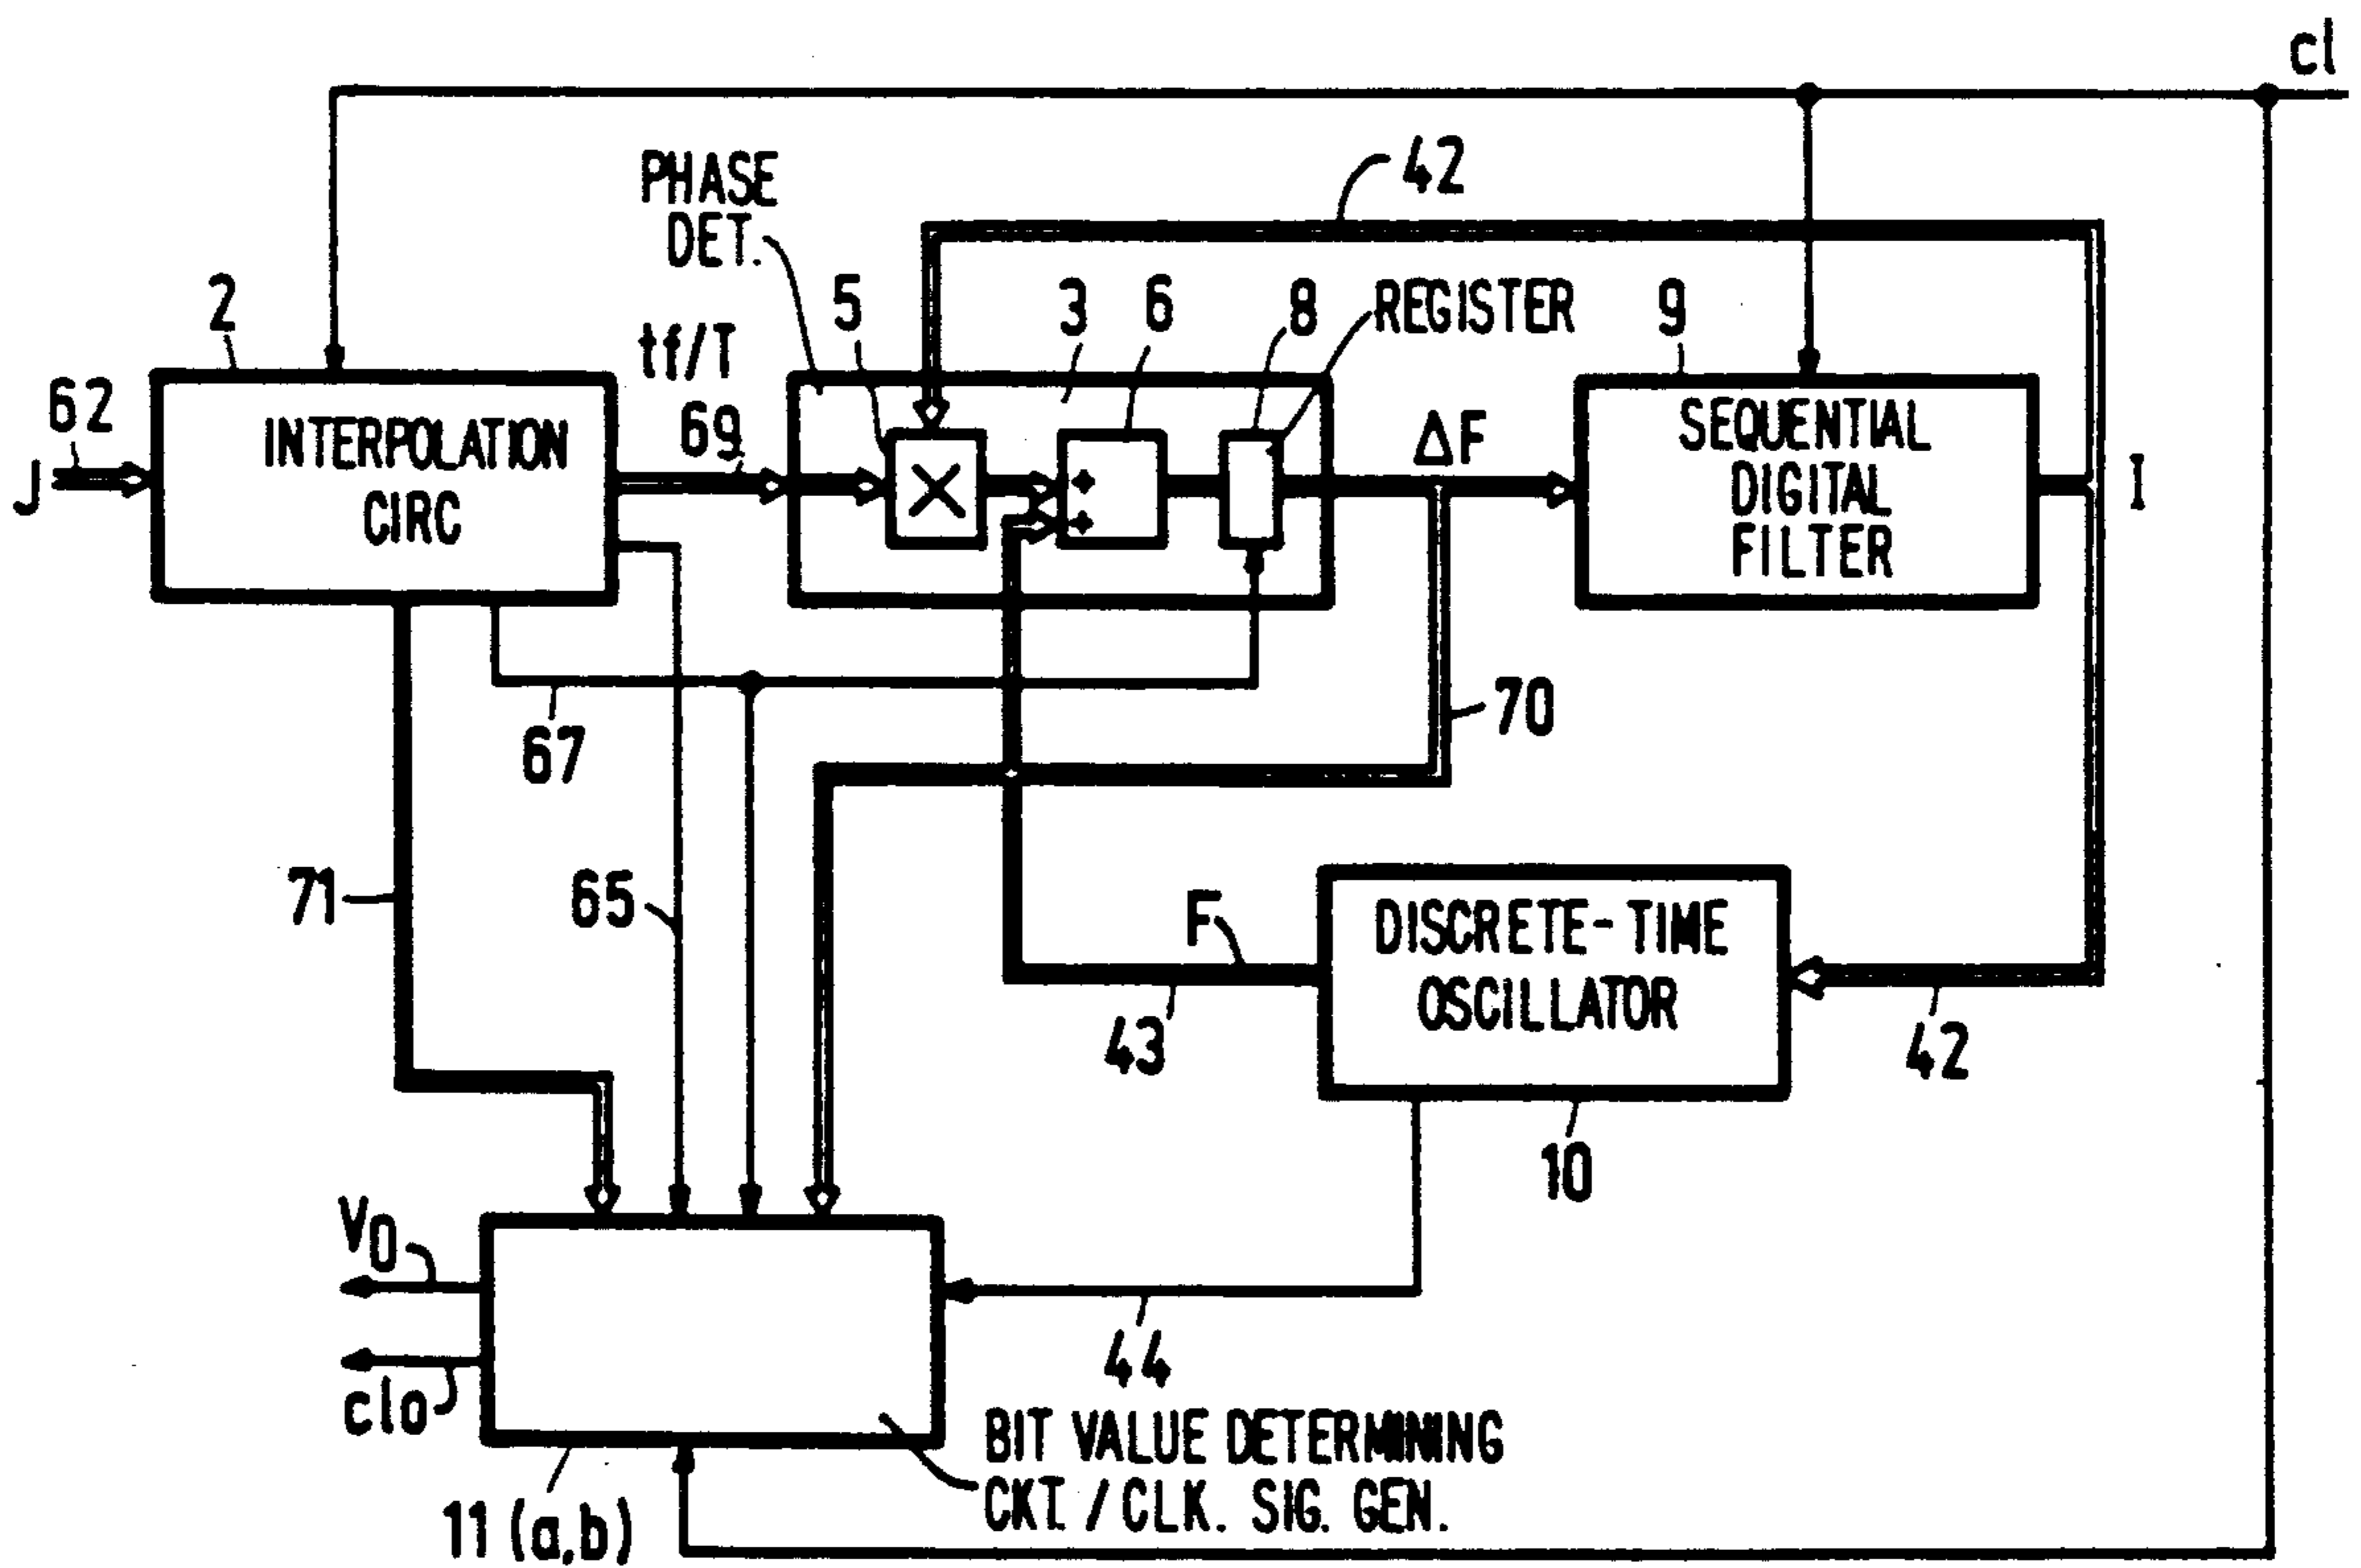 cl
42
PHASE
DET.
2
tf/T
5
3
6
8
REGISTER
9
62
J
INTERPOLATION
CIRC
69
×
+
+
ΔF
SEQUENTIAL
DIGITAL
FILTER
I
67
70
71
65
F
DISCRETE-TIME
OSCILLATOR
43
42
10
V0
clo
44
BIT VALUE DETERMINING
CKT / CLK. SIG. GEN.
11 (a,b)